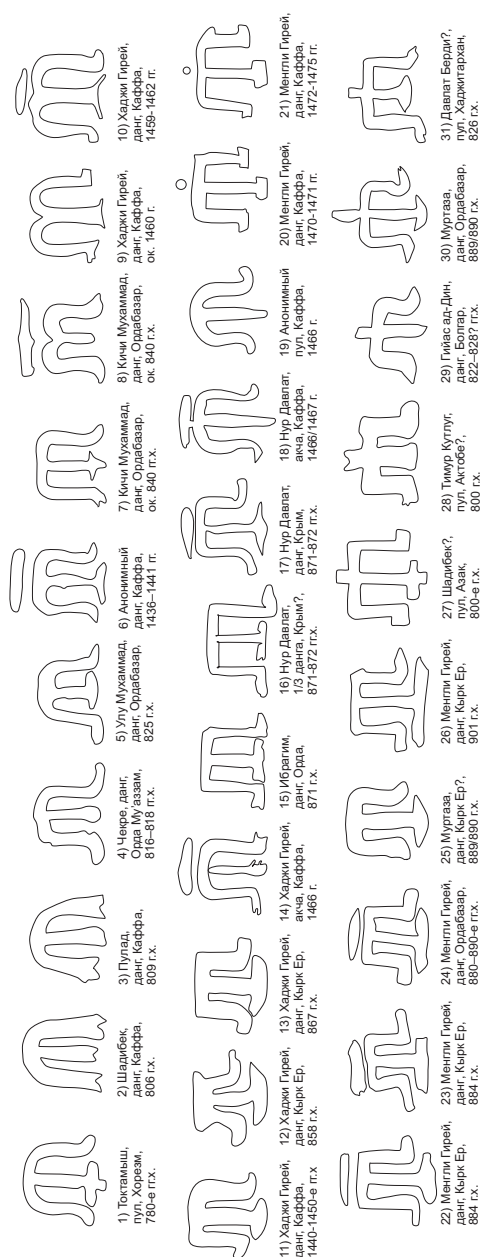 1) Токтамыш,
пул, Хорезм,
780-е гг.х.
2) Шадибек,
данг, Каффа,
806 г.х.
3) Пулад,
данг, Каффа,
809 г.х.
4) Чекре, данг,
Орда Му'аззам,
816–818 гг.х.
5) Улу Мухаммад,
данг, Ордабазар,
825 г.х.
6) Анонимный
данг, Каффа,
1436–1441 гг.
7) Кичи Мухаммад,
данг, Ордабазар,
ок. 840 гг.х.
8) Кичи Мухаммад,
данг, Ордабазар,
ок. 840 г.х.
9) Хаджи Гирей,
данг, Каффа,
ок. 1460 г.
10) Хаджи Гирей,
данг, Каффа,
1459-1462 гг.
11) Хаджи Гирей,
данг, Каффа,
1440-1450-е гг.х
12) Хаджи Гирей,
данг, Кырк Ер,
858 г.х.
13) Хаджи Гирей,
данг, Кырк Ер,
867 г.х.
14) Хаджи Гирей,
акча, Каффа,
1466 г.
15) Ибрагим,
данг, Орда,
871 г.х.
16) Нур Давлат,
1/3 данга, Крым?,
871-872 гг.х.
17) Нур Давлат,
данг, Крым,
871-872 гг.х.
18) Нур Давлат,
акча, Каффа,
1466/1467 г.
19) Анонимный
пул, Каффа,
1466 г.
20) Менгли Гирей,
данг, Каффа,
1470-1471 гг.
21) Менгли Гирей,
данг, Каффа,
1472-1475 гг.
22) Менгли Гирей,
данг, Кырк Ер,
884 г.х.
23) Менгли Гирей,
данг, Кырк Ер,
884 г.х.
24) Менгли Гирей,
данг, Ордабазар,
880–890-е гг.х.
25) Муртаза,
данг, Кырк Ер?,
889/890 г.х.
26) Менгли Гирей,
данг, Кырк Ер,
901 г.х.
27) Шадибек?,
пул, Азак,
800-е г.х.
28) Тимур Кутлуг,
пул, Актобе?,
800 г.х.
29) Гийас ад-Дин,
данг, Болгар,
822–828? гг.х.
30) Муртаза,
данг, Ордабазар,
889/890 г.х.
31) Давлат Берди?,
пул, Хаджитархан,
826 г.х.